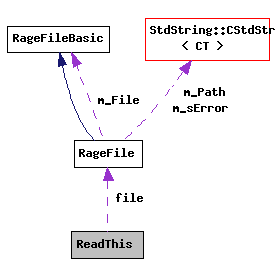 RageFileBasic
StdString::CStdStr
< CT >
m_File
m_Path
m_sError
RageFile
file
ReadThis